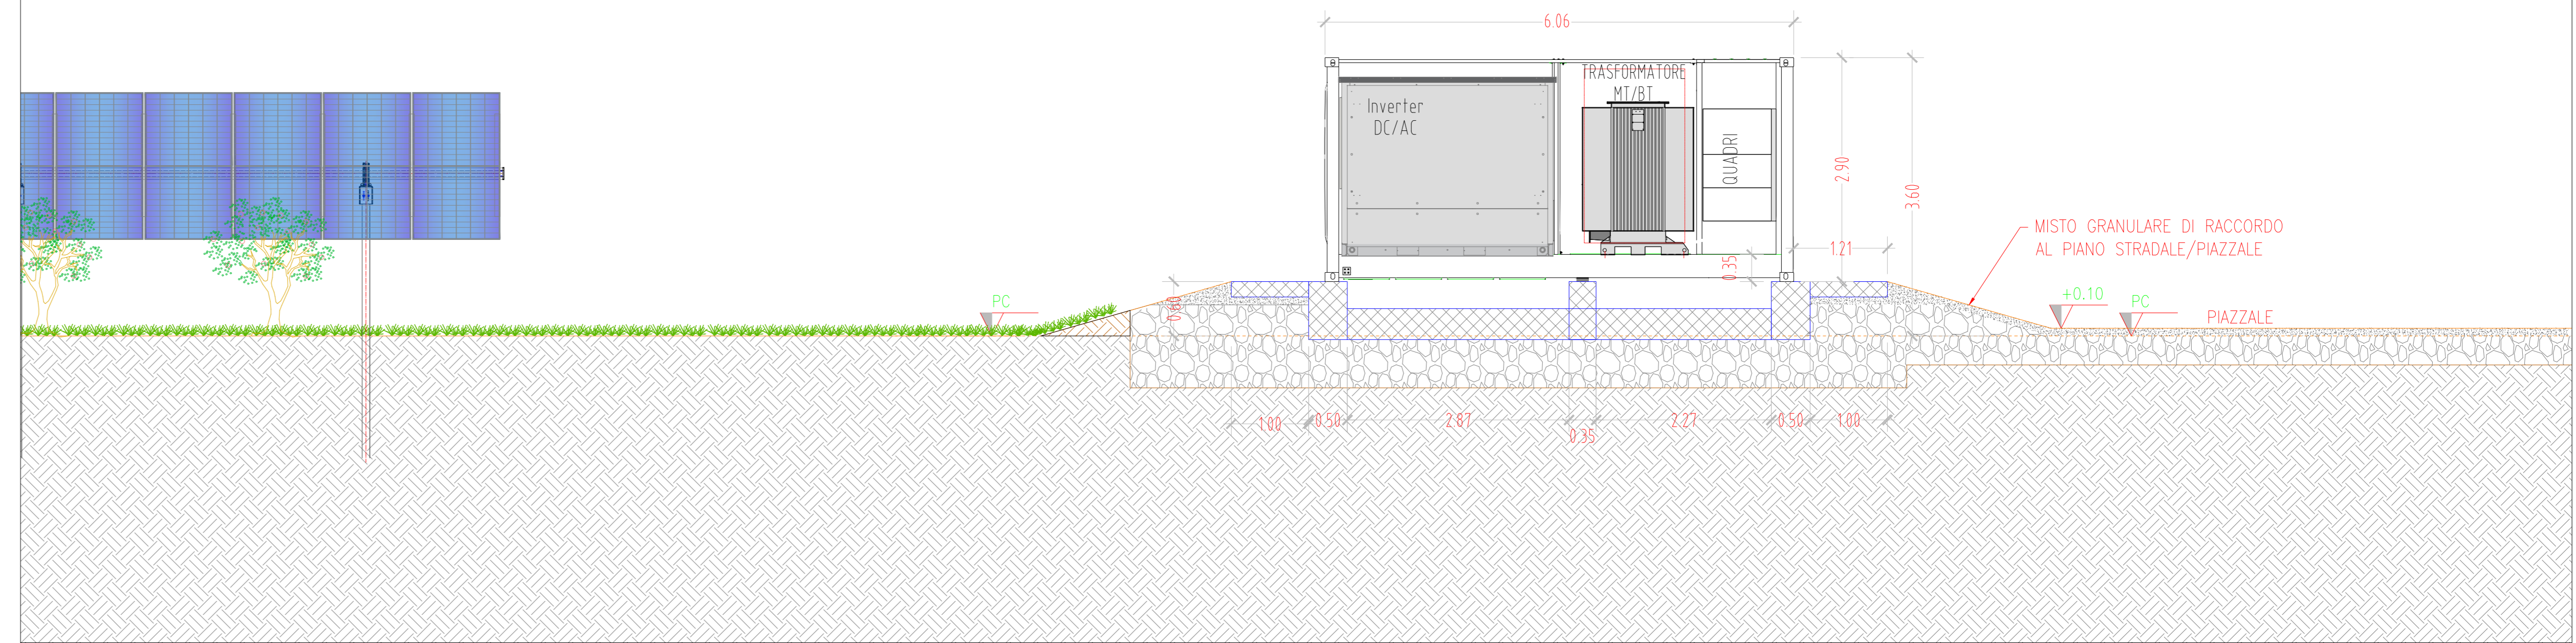 6.06
TRASFORMATORE
MT/BT
Inverter
DC/AC
QUADRI
2.90
3.60
MISTO GRANULARE DI RACCORDO
AL PIANO STRADALE/PIAZZALE
1.21
0.35
PC
+0.10
PC
PIAZZALE
1.00
0.50
2.87
0.35
2.27
0.50
1.00